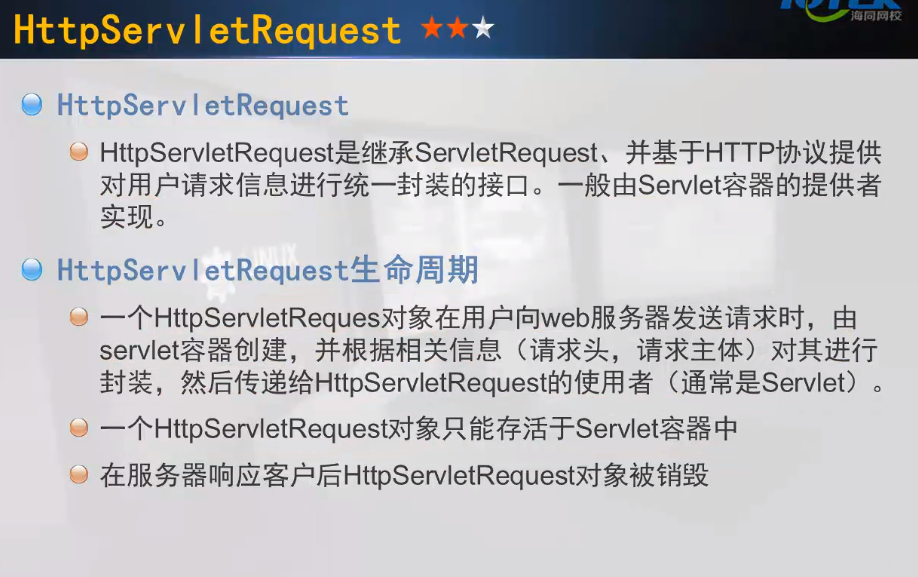 HttpServletRequest
海同网校
HttpServletRequest
HttpServletRequest是继承ServletRequest、并基于HTTP协议提供
对用户请求信息进行统一封装的接口。一般由Servlet容器的提供者
实现。
HttpServletRequest生命周期
一个HttpServletReques对象在用户向web服务器发送请求时，由
servlet容器创建，并根据相关信息（请求头，请求主体）对其进行
封装，然后传递给HttpServletRequest的使用者（通常是Servlet）。
一个HttpServletRequest对象只能存活于Servlet容器中
在服务器响应客户后HttpServletRequest对象被销毁